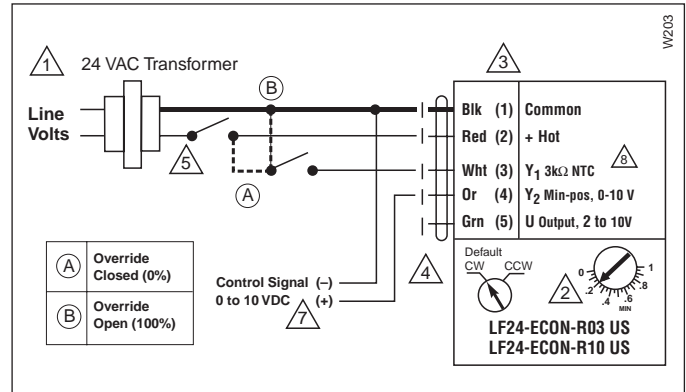 W203
1 24 VAC Transformer
3
B
Line
Volts
Blk (1) Common
Red (2) + Hot
5
Wht (3) Y1 3kΩ NTC
8
A
Or (4) Y2 Min-pos, 0-10 V
Grn (5) U Output, 2 to 10V
A Override
Closed (0%)
B Override
Open (100%)
4
Control Signal (–)
0 to 10 VDC (+)
7
Default
CW CCW
2
0 .2 .4 .6 .8 1
MIN
LF24-ECON-R03 US
LF24-ECON-R10 US